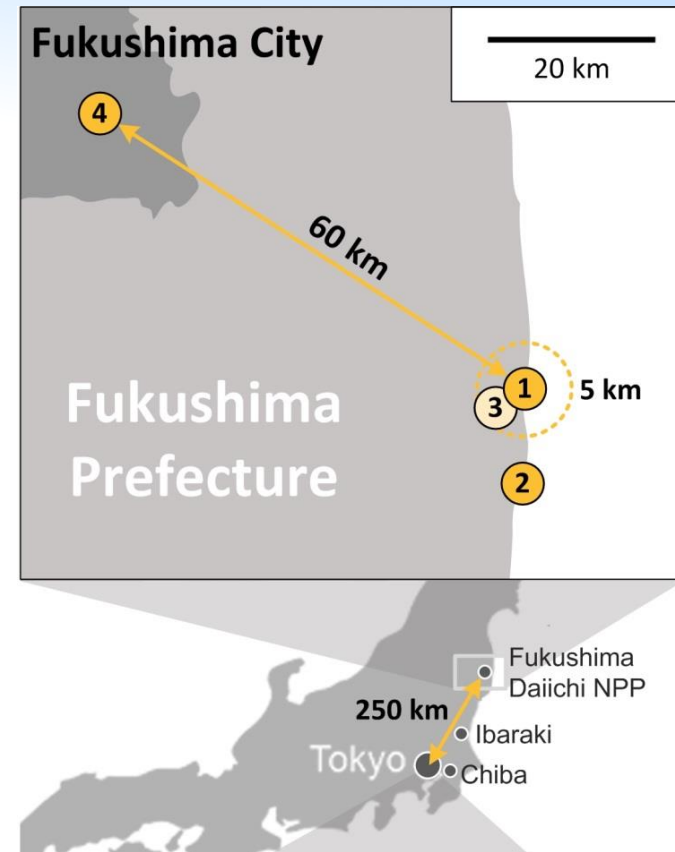 Fukushima City
20 km
4
60 km
1
5 km
3
Fukushima
Prefecture
2
Fukushima
Daiichi NPP
250 km
Ibaraki
Tokyo
Chiba